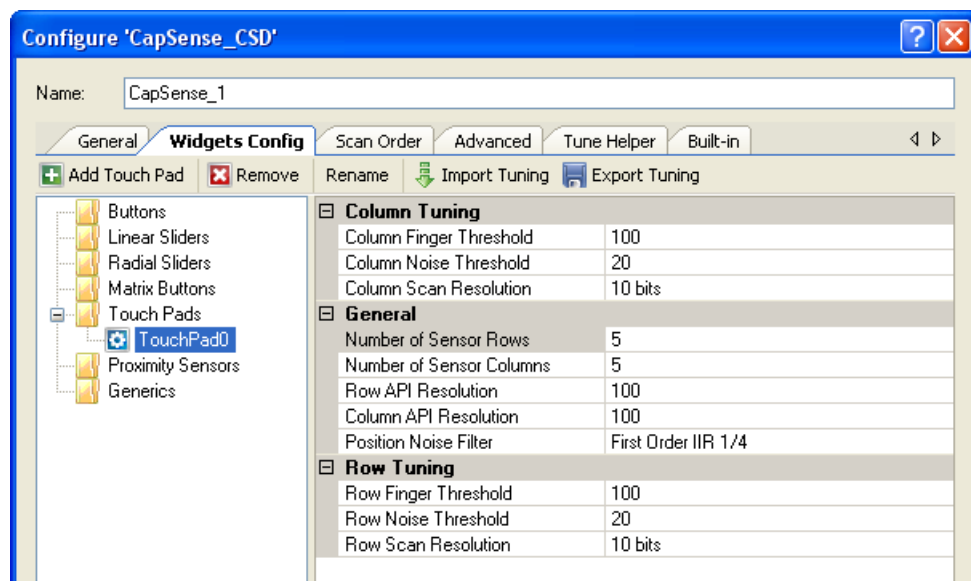 Configure 'CapSense_CSD'
Name: CapSense_1
General Widgets Config Scan Order Advanced Tune Helper Built-in
Add Touch Pad Remove Rename Import Tuning Export Tuning
Buttons
Linear Sliders
Radial Sliders
Matrix Buttons
Touch Pads
TouchPad0
Proximity Sensors
Generics
Column Tuning
Column Finger Threshold 100
Column Noise Threshold 20
Column Scan Resolution 10 bits
General
Number of Sensor Rows 5
Number of Sensor Columns 5
Row API Resolution 100
Column API Resolution 100
Position Noise Filter First Order IIR 1/4
Row Tuning
Row Finger Threshold 100
Row Noise Threshold 20
Row Scan Resolution 10 bits